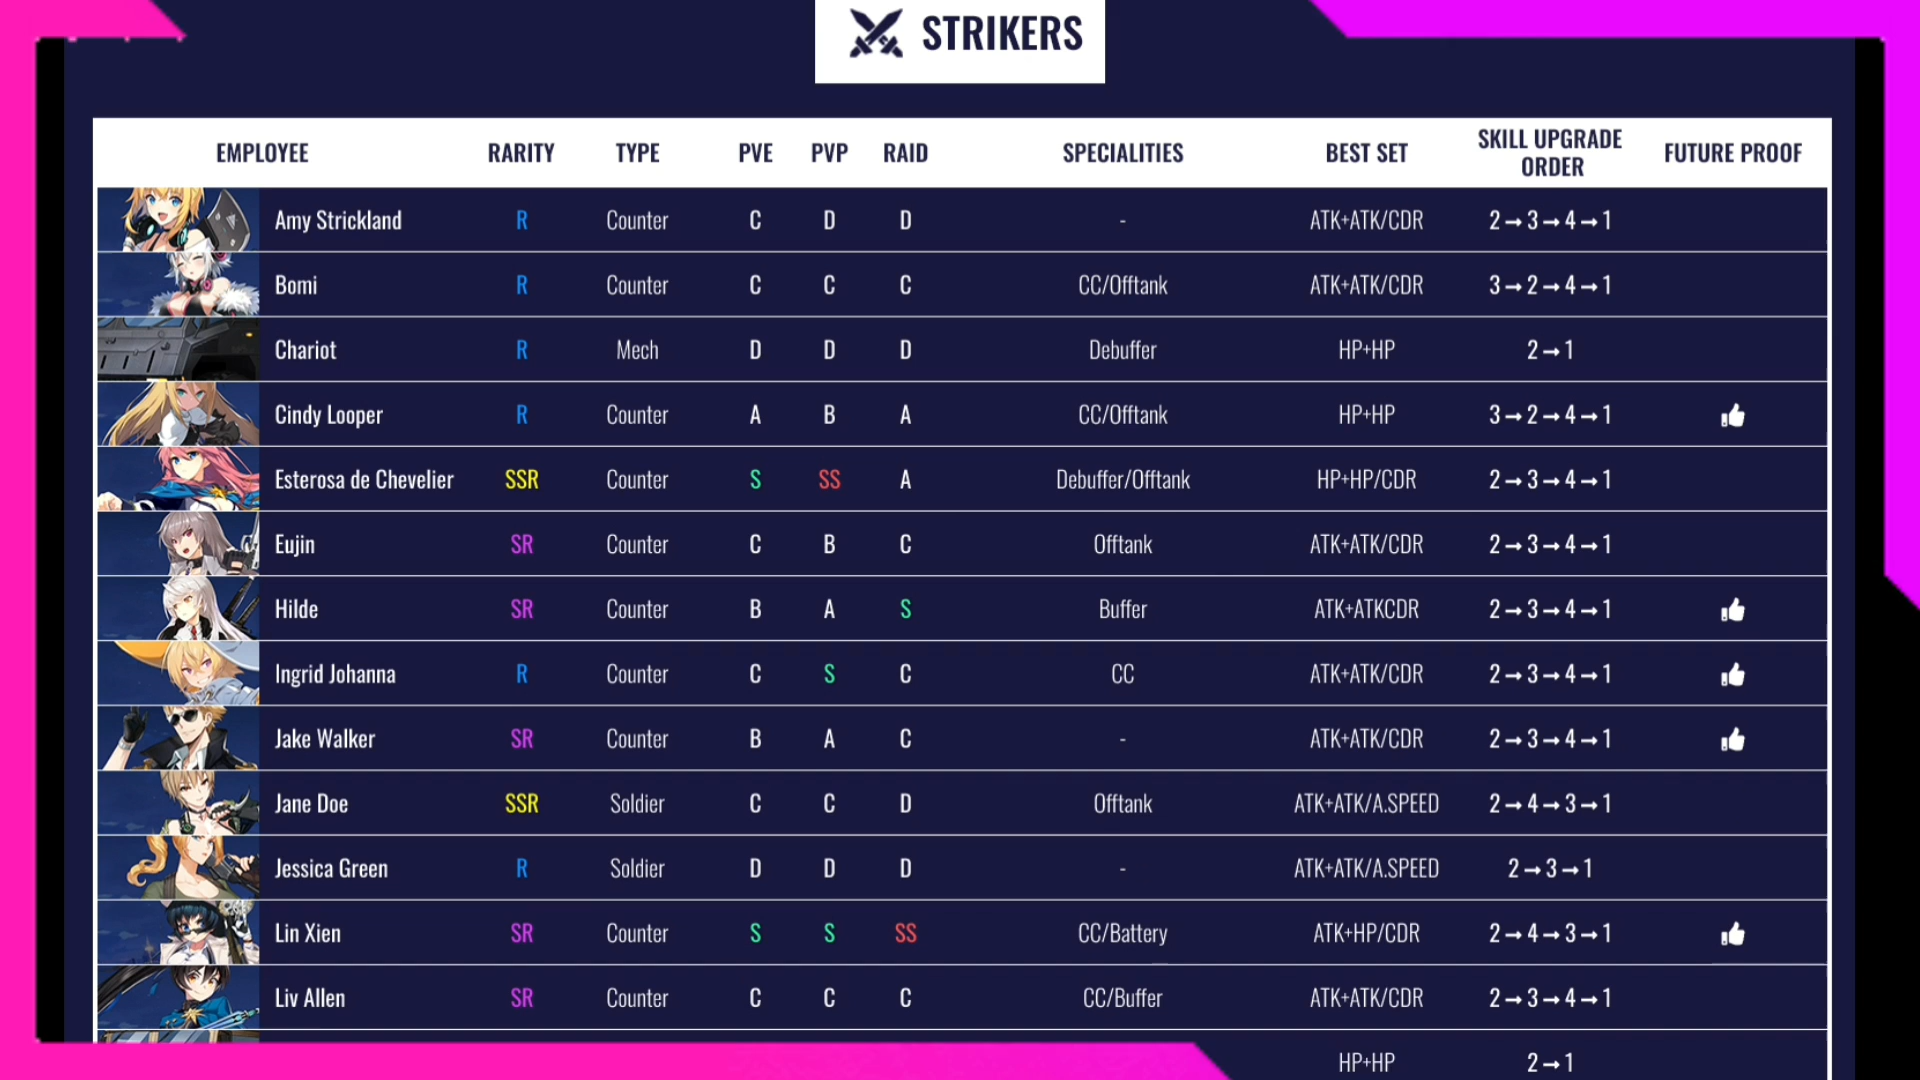 STRIKERS
EMPLOYEE RARITY TYPE PVE PVP RAID SPECIALITIES BEST SET SKILL UPGRADE ORDER FUTURE PROOF
Amy Strickland R Counter C D D - ATK+ATK/CDR 2→3→4→1
Bomi R Counter C C C CC/Offtank ATK+ATK/CDR 3→2→4→1
Chariot R Mech D D D Debuffer HP+HP 2→1
Cindy Looper R Counter A B A CC/Offtank HP+HP 3→2→4→1
Esterosa de Chevelier SSR Counter S SS A Debuffer/Offtank HP+HP/CDR 2→3→4→1
Eujin SR Counter C B C Offtank ATK+ATK/CDR 2→3→4→1
Hilde SR Counter B A S Buffer ATK+ATKCDR 2→3→4→1
Ingrid Johanna R Counter C S C CC ATK+ATK/CDR 2→3→4→1
Jake Walker SR Counter B A C - ATK+ATK/CDR 2→3→4→1
Jane Doe SSR Soldier C C D Offtank ATK+ATK/A.SPEED 2→4→3→1
Jessica Green R Soldier D D D - ATK+ATK/A.SPEED 2→3→1
Lin Xien SR Counter S S SS CC/Battery ATK+HP/CDR 2→4→3→1
Liv Allen SR Counter C C C CC/Buffer ATK+ATK/CDR 2→3→4→1
HP+HP 2→1